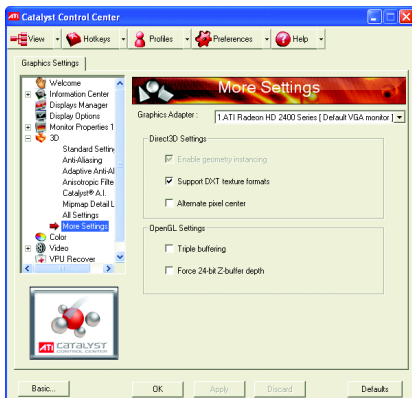 ATI Catalyst Control Center
View Hotkeys Profiles Preferences Help
Graphics Settings
Welcome
Information Center
Displays Manager
Display Options
Monitor Properties 1
3D
Standard Settin
Anti-Aliasing
Adaptive Anti-Al
Anisotropic Filte
Catalyst® A.I.
Mipmap Detail L
All Settings
More Settings
Color
Video
VPU Recover
More Settings
Graphics Adapter :
1.ATI Radeon HD 2400 Series [ Default VGA monitor ]
Direct3D Settings
Enable geometry instancing
Support DXT texture formats
Alternate pixel center
OpenGL Settings
Triple buffering
Force 24-bit Z-buffer depth
ATI CATALYST
CONTROL CENTER
Basic... OK Apply Discard Defaults